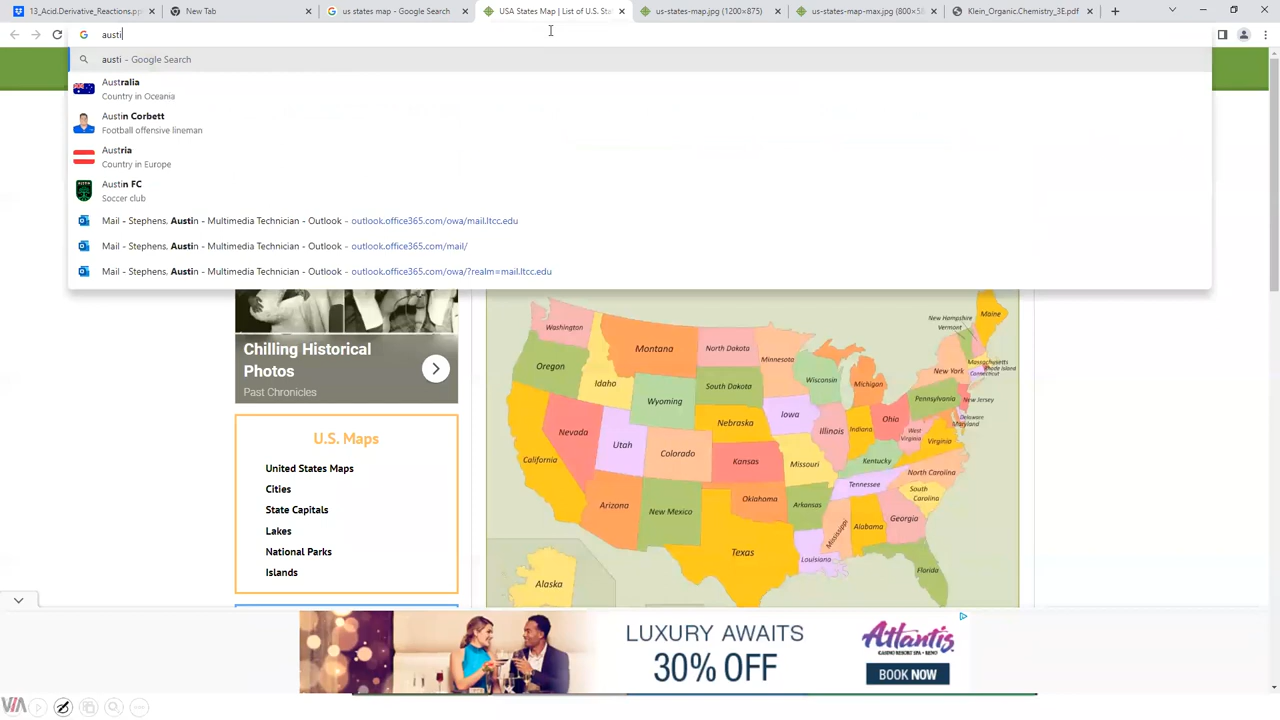 13_Acid.Derivative_Reactions.p
New Tab
us states map - Google Search
USA States Map | List of U.S. Sta
us-states-map.jpg (1200×875)
us-states-map-max.jpg (800×5
Klein_Organic.Chemistry_3E.pdf
austi
austi - Google Search
Australia
Country in Oceania
Austin Corbett
Football offensive lineman
Austria
Country in Europe
Austin FC
Soccer club
Mail - Stephens, Austin - Multimedia Technician - Outlook - outlook.office365.com/owa/mail.ltcc.edu
Mail - Stephens, Austin - Multimedia Technician - Outlook - outlook.office365.com/mail/
Mail - Stephens, Austin - Multimedia Technician - Outlook - outlook.office365.com/owa/?realm=mail.ltcc.edu
Chilling Historical
Photos
Past Chronicles
U.S. Maps
United States Maps
Cities
State Capitals
Lakes
National Parks
Islands
Washington
Oregon
California
Nevada
Idaho
Montana
Wyoming
Utah
Arizona
Colorado
New Mexico
North Dakota
South Dakota
Nebraska
Kansas
Oklahoma
Texas
Minnesota
Iowa
Missouri
Arkansas
Louisiana
Wisconsin
Illinois
Michigan
Indiana
Ohio
Kentucky
Tennessee
Mississippi
Alabama
Georgia
Florida
South
Carolina
North Carolina
Virginia
West
Virginia
Pennsylvania
New York
New Hampshire
Vermont
Maine
Massachusetts
Rhode Island
Connecticut
New Jersey
Delaware
Maryland
Alaska
LUXURY AWAITS
30% OFF
Atlantis
CASINO RESORT SPA • RENO
BOOK NOW
VIA